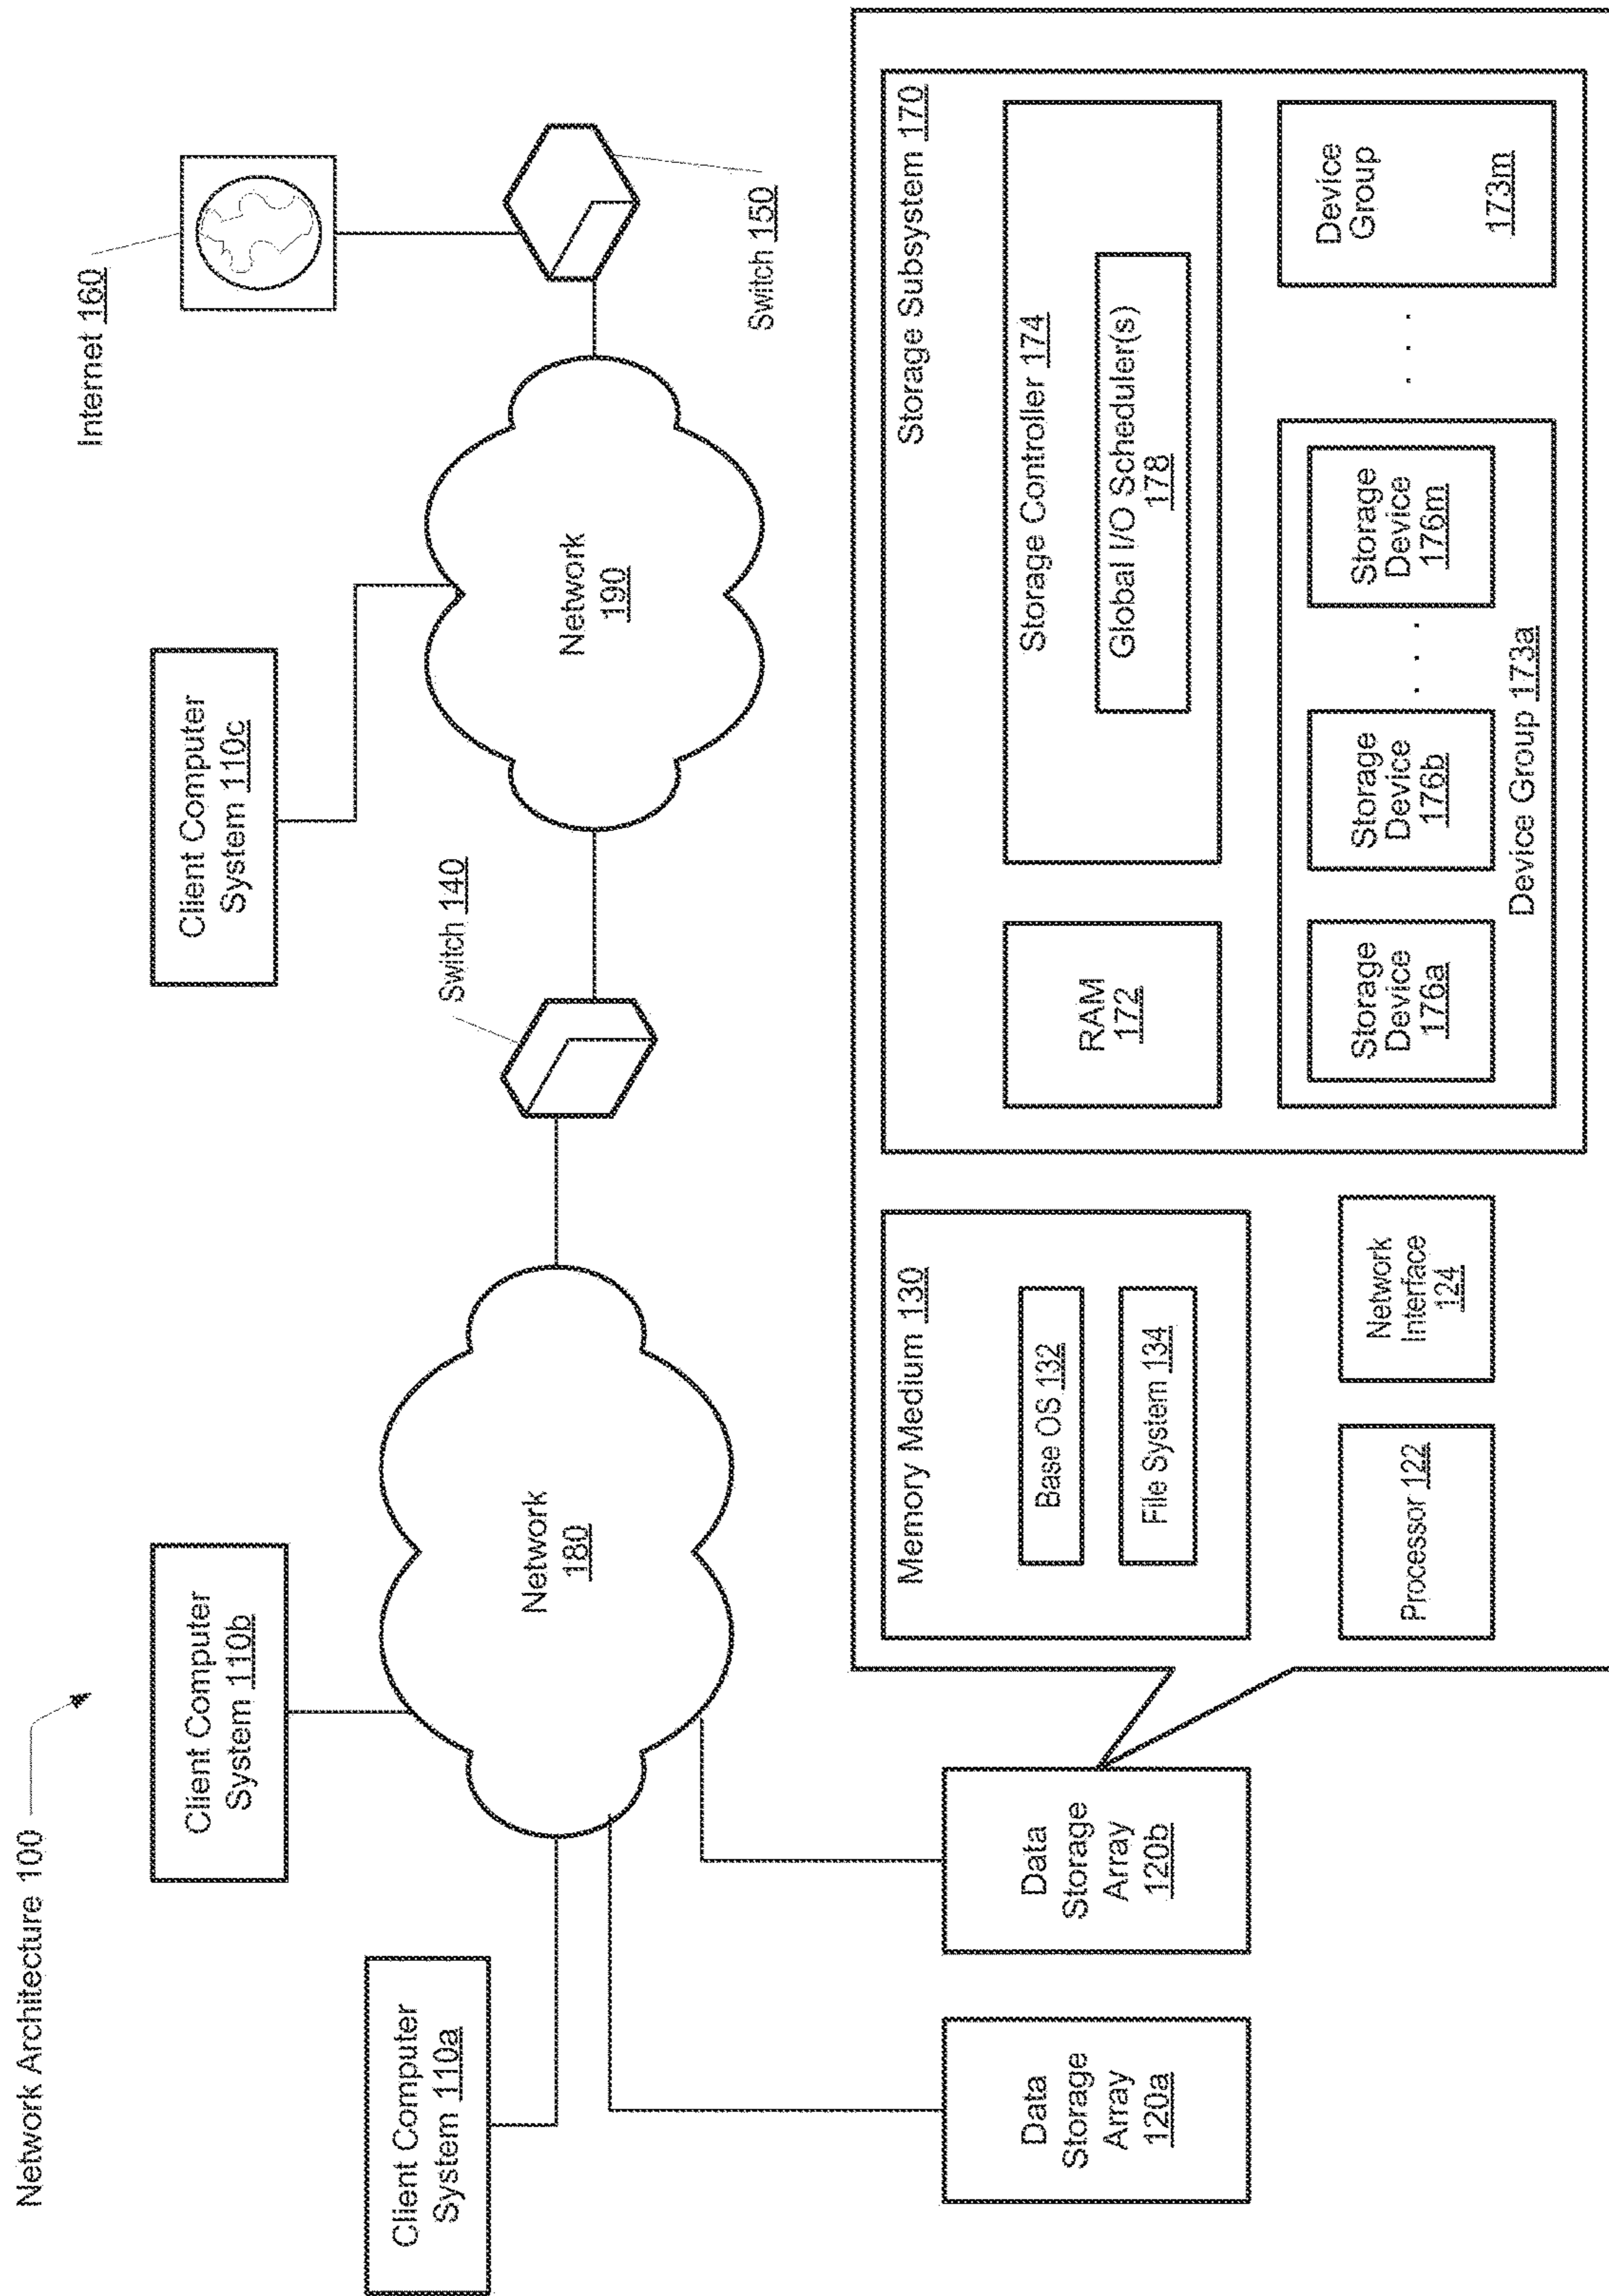 Network Architecture 100
Client Computer
System 110a
Client Computer
System 110b
Client Computer
System 110c
Internet 160
Switch 140
Switch 150
Network
180
Network
190
Data
Storage
Array
120a
Data
Storage
Array
120b
Memory Medium 130
Base OS 132
File System 134
Processor 122
Network
Interface
124
Storage Subsystem 170
RAM
172
Storage Controller 174
Global I/O Scheduler(s)
178
Storage
Device
176a
Storage
Device
176b
. . .
Storage
Device
176m
Device Group 173a
. . .
Device
Group
173m